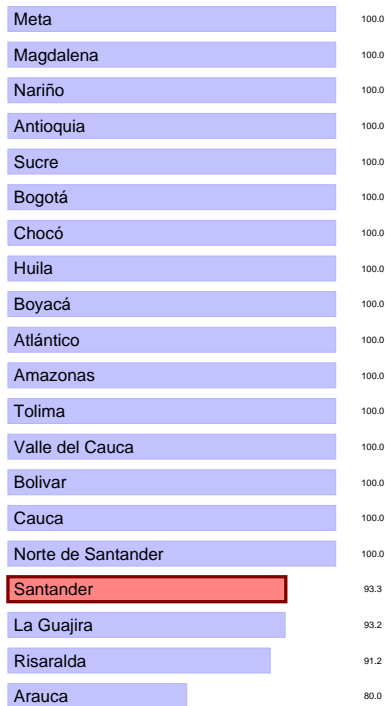 Meta 100.0
Magdalena 100.0
Nariño 100.0
Antioquia 100.0
Sucre 100.0
Bogotá 100.0
Chocó 100.0
Huila 100.0
Boyacá 100.0
Atlántico 100.0
Amazonas 100.0
Tolima 100.0
Valle del Cauca 100.0
Bolivar 100.0
Cauca 100.0
Norte de Santander 100.0
Santander 93.3
La Guajira 93.2
Risaralda 91.2
Arauca 80.0